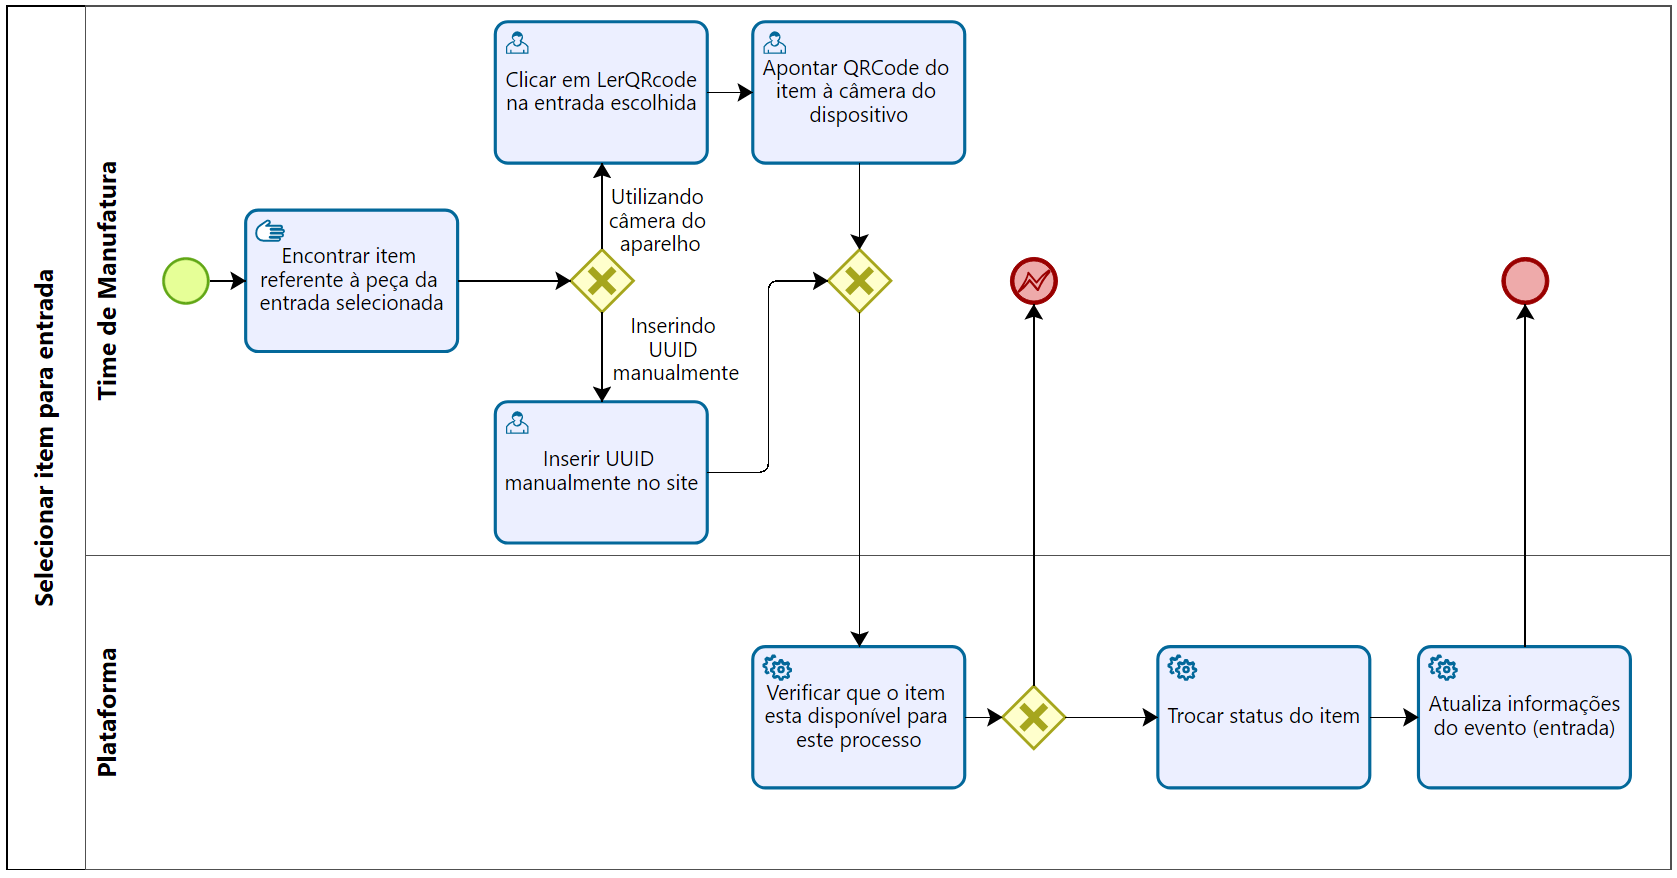 Selecionar item para entrada
Time de Manufatura
Encontrar item
referente à peça da
entrada selecionada
Clicar em LerQRcode
na entrada escolhida
Apontar QRCode do
item à câmera do
dispositivo
Utilizando
câmera do
aparelho
Inserindo
UUID
manualmente
Inserir UUID
manualmente no site
Plataforma
Verificar que o item
esta disponível para
este processo
Trocar status do item
Atualiza informações
do evento (entrada)